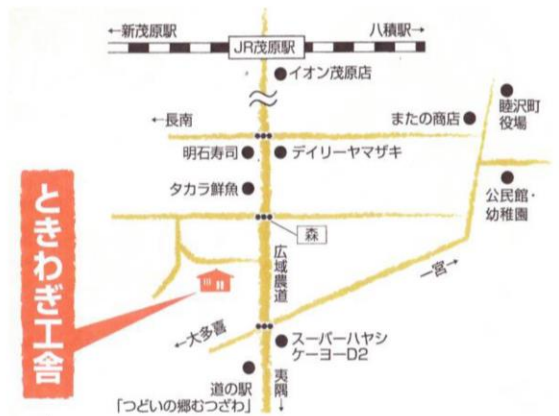 ←新茂原駅
八積駅→
JR茂原駅
イオン茂原店
睦沢町
役場
またの商店
←長南
明石寿司
デイリーヤマザキ
タカラ鮮魚
公民館・
幼稚園
森
ときわぎ工舎
広域農道
一宮→
←大多喜
スーパーハヤシ
ケーヨーD2
道の駅
「つどいの郷むつざわ」
夷隅→